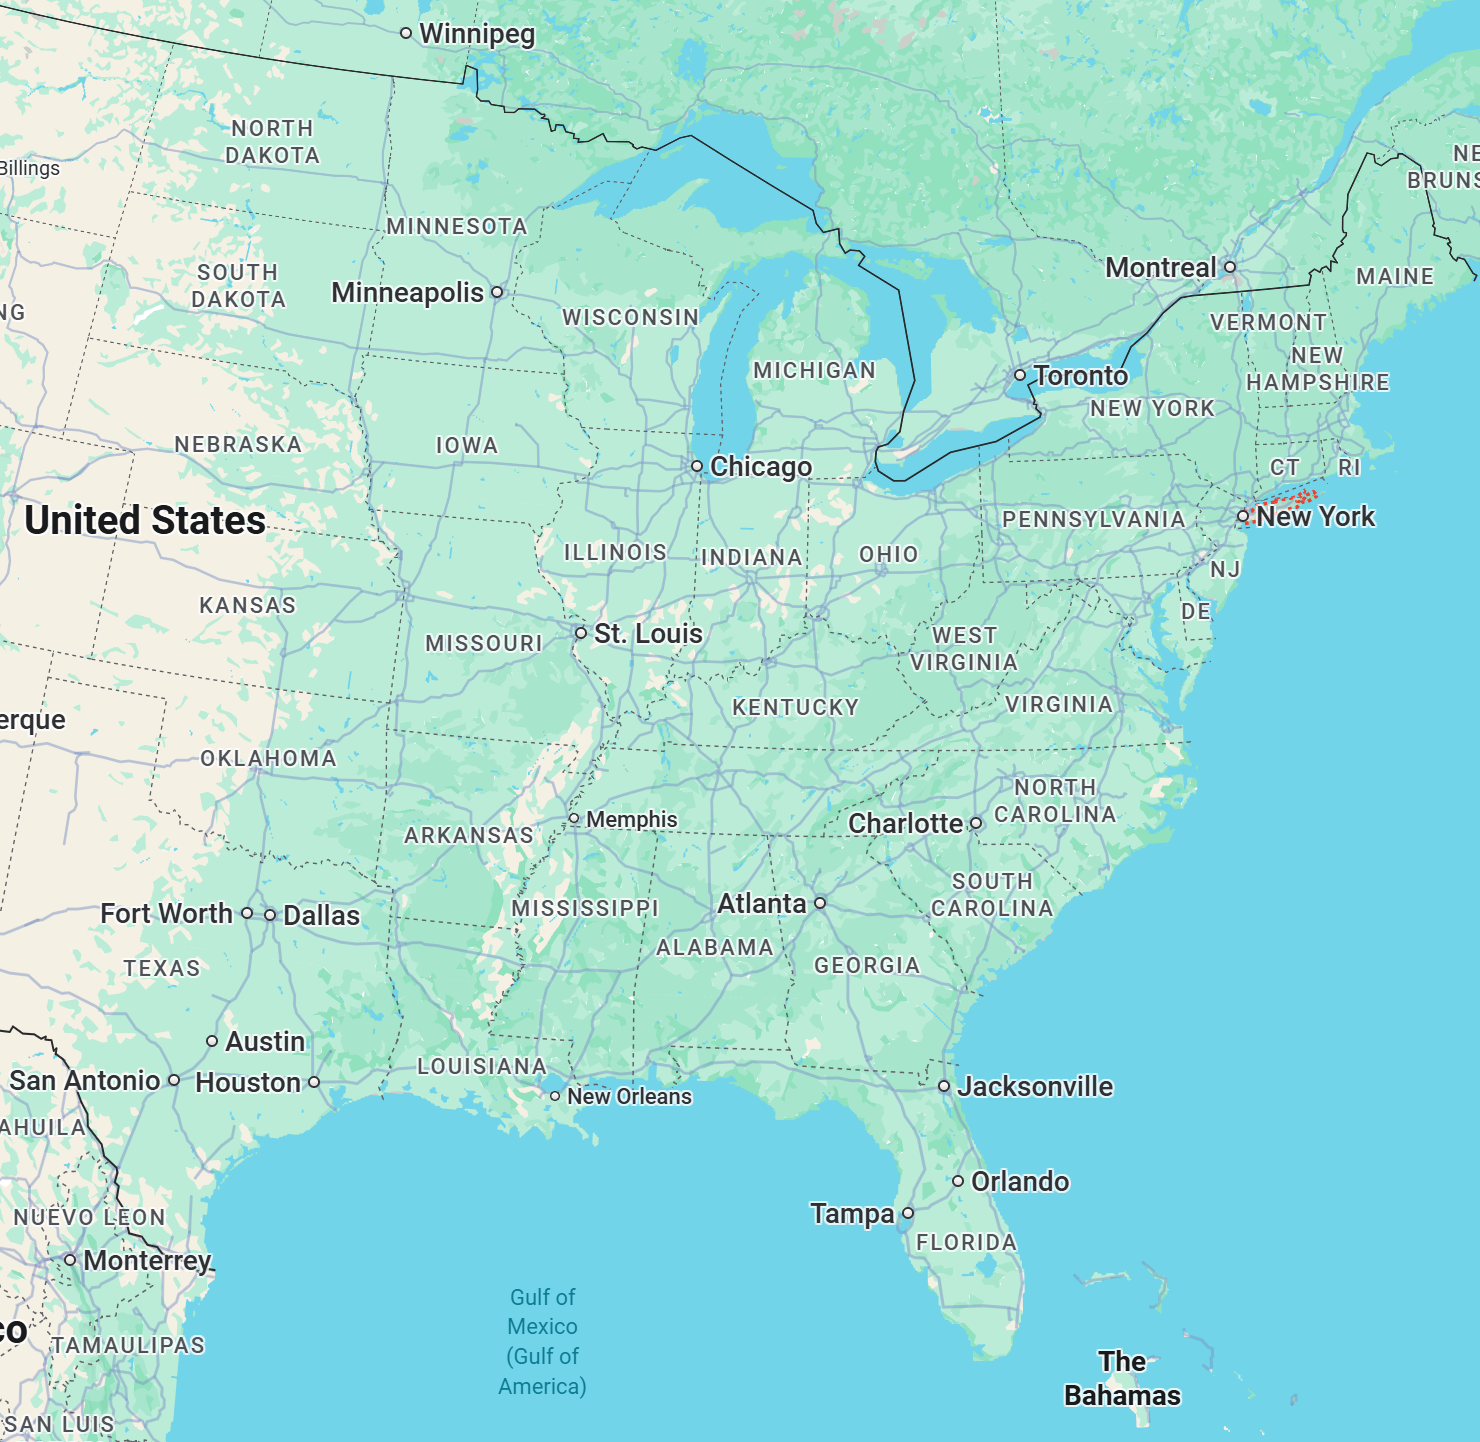 Winnipeg
NORTH
DAKOTA
Billings
NE
BRUNS
MINNESOTA
Montreal
SOUTH
DAKOTA
MAINE
Minneapolis
NG
WISCONSIN
VERMONT
MICHIGAN
Toronto
NEW
HAMPSHIRE
NEW YORK
NEBRASKA
IOWA
Chicago
CT
RI
United States
PENNSYLVANIA
New York
ILLINOIS
INDIANA
OHIO
NJ
KANSAS
DE
MISSOURI
St. Louis
WEST
VIRGINIA
erque
KENTUCKY
VIRGINIA
OKLAHOMA
NORTH
CAROLINA
Memphis
ARKANSAS
Charlotte
SOUTH
CAROLINA
Fort Worth
Dallas
MISSISSIPPI
Atlanta
ALABAMA
TEXAS
GEORGIA
Austin
LOUISIANA
San Antonio
Houston
New Orleans
Jacksonville
AHUILA
Orlando
NUEVO LEON
Tampa
FLORIDA
Monterrey
Gulf of
Mexico
(Gulf of
America)
co
TAMAULIPAS
The
Bahamas
SAN LUIS